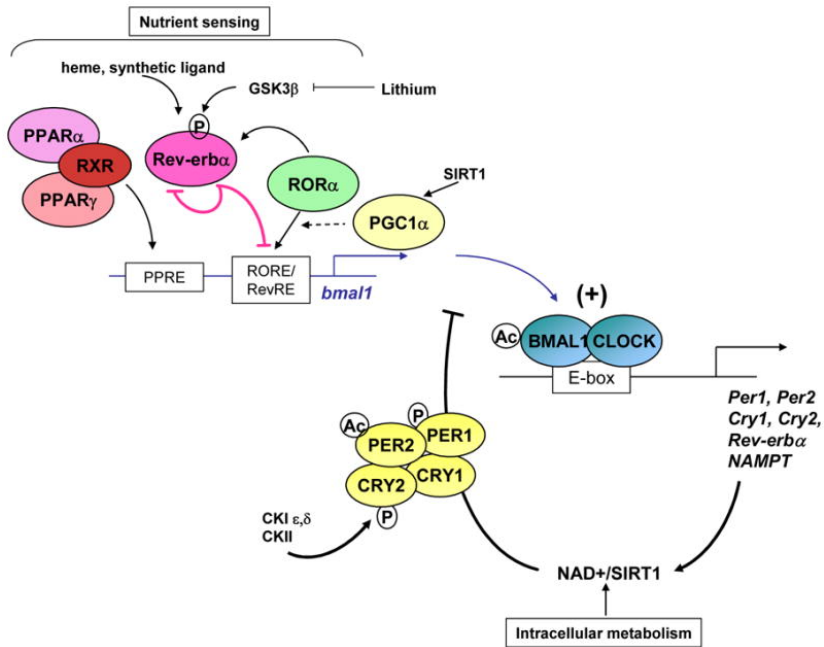 Nutrient sensing
heme, synthetic ligand
GSK3β
Lithium
P
PPARα
RXR
PPARγ
Rev-erbα
RORα
SIRT1
PGC1α
PPRE
RORE/
RevRE
bmal1
(+)
Ac
BMAL1
CLOCK
E-box
Per1, Per2
Cry1, Cry2,
Rev-erbα
NAMPT
Ac
P
PER2
PER1
CRY2
CRY1
P
CKI ε,δ
CKII
NAD+/SIRT1
Intracellular metabolism